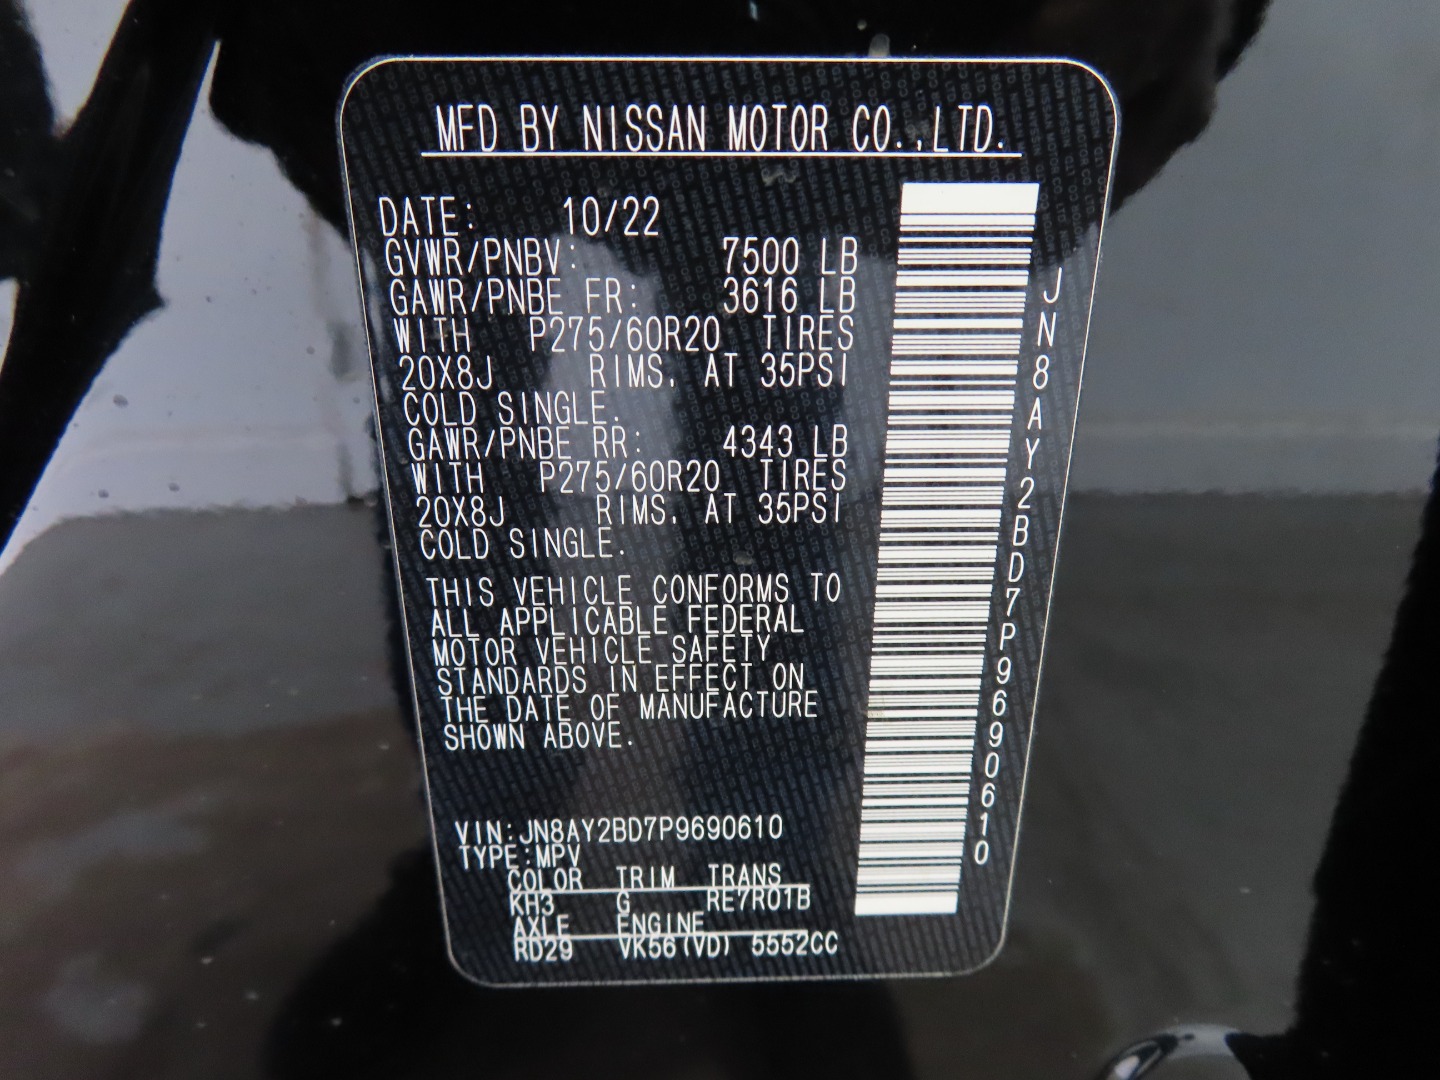 MFD BY NISSAN MOTOR CO.,LTD.
DATE: 10/22
GVWR/PNBV: 7500 LB
GAWR/PNBE FR: 3616 LB
WITH P275/60R20 TIRES
20X8J RIMS. AT 35PSI
COLD SINGLE.
GAWR/PNBE RR: 4343 LB
WITH P275/60R20 TIRES
20X8J RIMS. AT 35PSI
COLD SINGLE.
THIS VEHICLE CONFORMS TO
ALL APPLICABLE FEDERAL
MOTOR VEHICLE SAFETY
STANDARDS IN EFFECT ON
THE DATE OF MANUFACTURE
SHOWN ABOVE.
VIN:JN8AY2BD7P9690610
TYPE:MPV
COLOR TRIM TRANS
KH3 G RE7R01B
AXLE ENGINE
RD29 VK56(VD) 5552CC
JN8AY2BD7P9690610